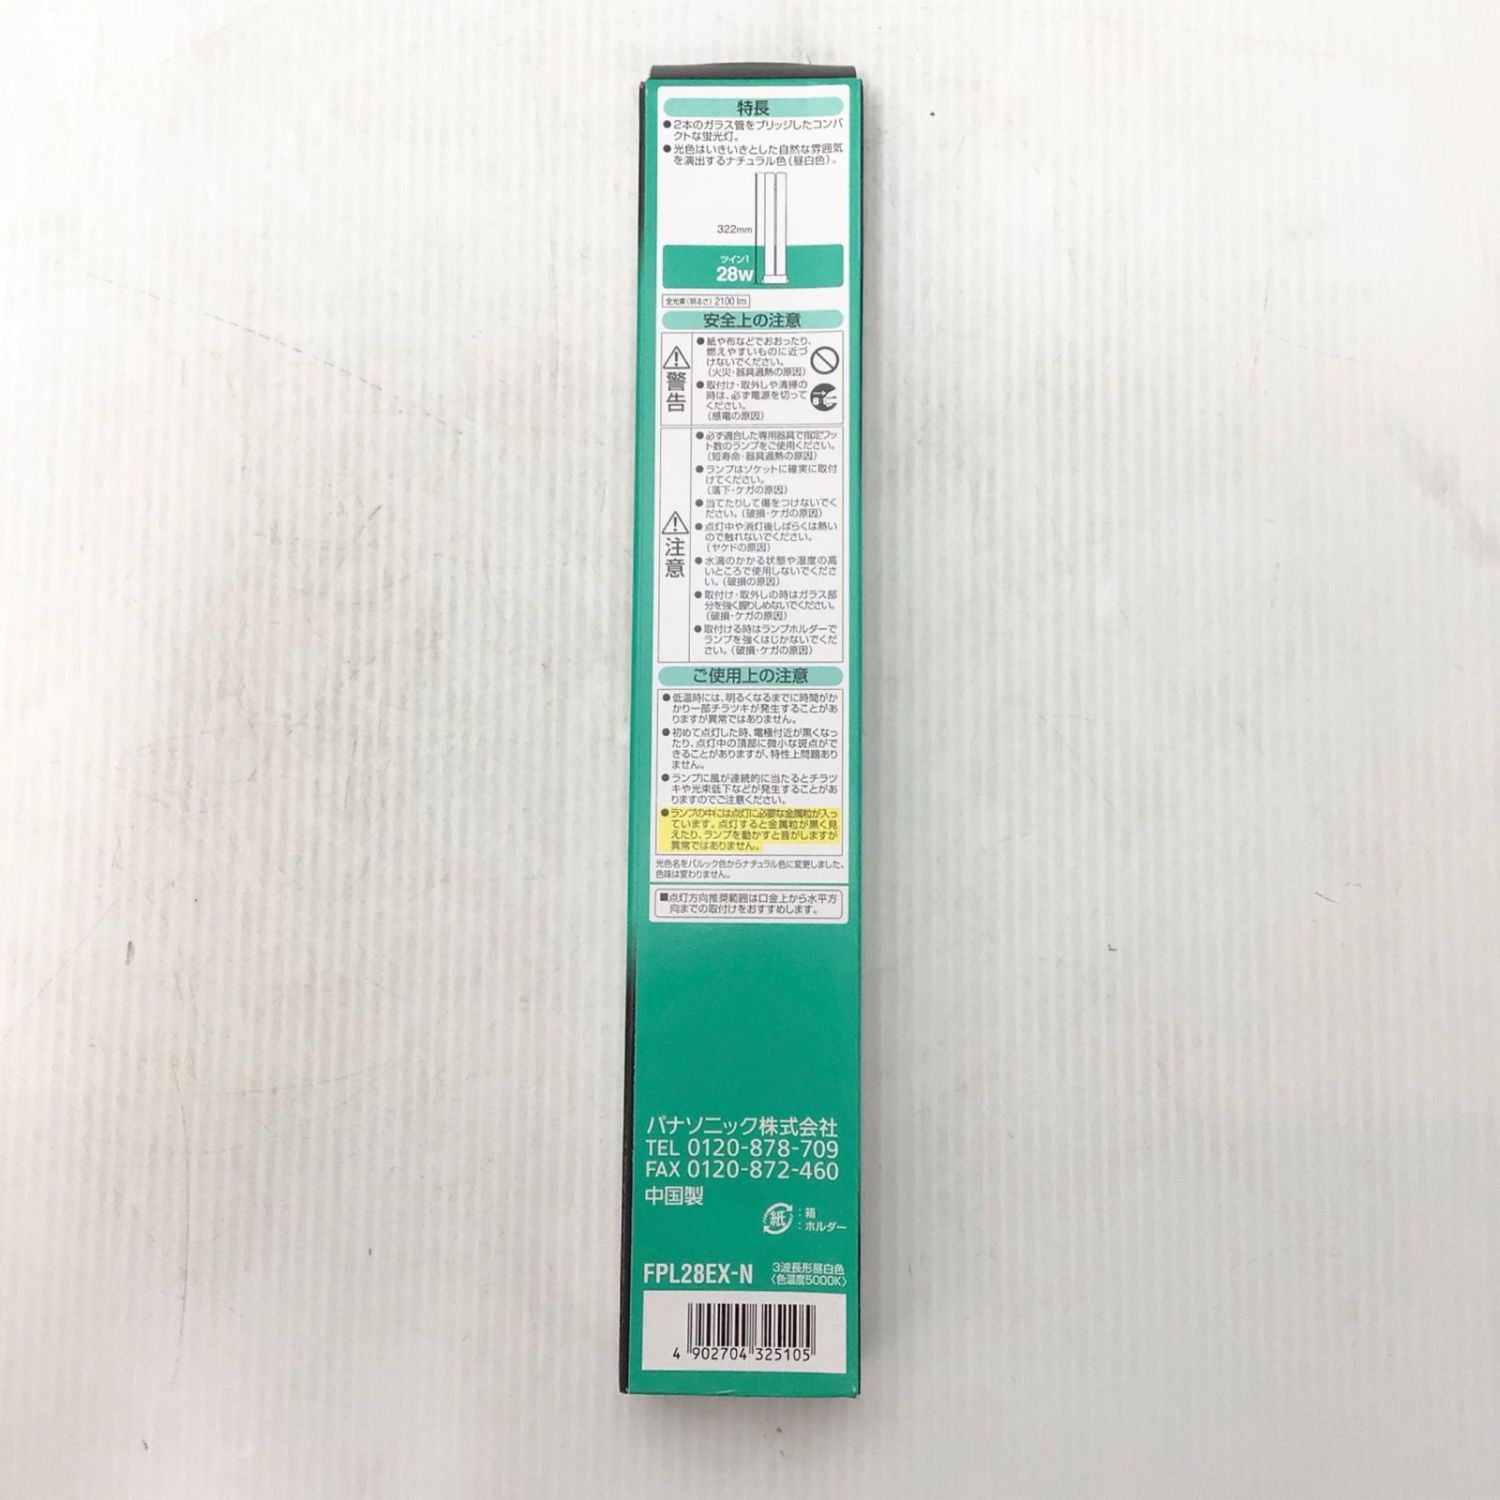 特長
●2本のガラス管をブリッジしたコンパ
クトな蛍光灯。
●光色はいきいきとした自然な雰囲気
を演出するナチュラル色(昼白色)。
322mm
ツイン1
28W
全光束(明るさ) 2100 lm
安全上の注意
警告
●紙や布などでおおったり、
燃えやすいものに近づ
けないでください。
(火災・器具過熱の原因)
●取付け・取外しや清掃の
時は、必ず電源を切って
ください。
(感電の原因)
注意
●必ず適合した専用器具で指定ワッ
ト数のランプをご使用ください。
(短寿命・器具過熱の原因)
●ランプはソケットに確実に取付
けてください。
(落下・ケガの原因)
●当てたりして傷をつけないでく
ださい。(破損・ケガの原因)
●点灯中や消灯後しばらくは熱い
ので触れないでください。
(ヤケドの原因)
●水滴のかかる状態や湿度の高
いところで使用しないでくださ
い。(破損の原因)
●取付け・取外しの時はガラス部
分を強く握りしめないでください。
(破損・ケガの原因)
●取付ける時はランプホルダーで
ランプを強くはじかないでくだ
さい。(破損・ケガの原因)
ご使用上の注意
●低温時には、明るくなるまでに時間がか
かり一部チラツキが発生することがあ
りますが異常ではありません。
●初めて点灯した時、電極付近が黒くなっ
たり、点灯中の頂部に微小な斑点がで
きることがありますが、特性上問題あり
ません。
●ランプに風が連続的に当たるとチラツ
キや光束低下などが発生することがあ
りますのでご注意ください。
●ランプの中には点灯に必要な金属粒が入っ
ています。点灯すると金属粒が黒く見
えたり、ランプを動かすと音がしますが
異常ではありません。
光色名をパルック色からナチュラル色に変更しました。
色味は変わりません。
■点灯方向推奨範囲は口金上から水平方
向までの取付けをおすすめします。
パナソニック株式会社
TEL 0120-878-709
FAX 0120-872-460
中国製
紙
:箱
:ホルダー
FPL28EX-N
3波長形昼白色
〈色温度5000K〉
4 902704 325105